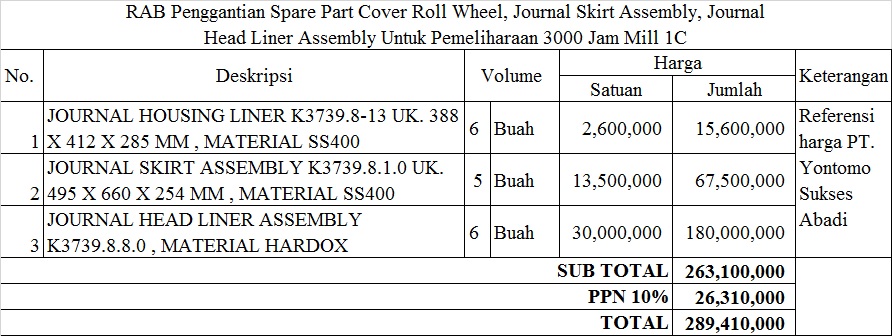 RAB Penggantian Spare Part Cover Roll Wheel, Journal Skirt Assembly, Journal
Head Liner Assembly Untuk Pemeliharaan 3000 Jam Mill 1C
No. Deskripsi Volume Harga Keterangan
Satuan Jumlah
JOURNAL HOUSING LINER K3739.8-13 UK. 388
1 X 412 X 285 MM , MATERIAL SS400 6 Buah 2,600,000 15,600,000
JOURNAL SKIRT ASSEMBLY K3739.8.1.0 UK.
2 495 X 660 X 254 MM , MATERIAL SS400 5 Buah 13,500,000 67,500,000
JOURNAL HEAD LINER ASSEMBLY
3 K3739.8.8.0 , MATERIAL HARDOX 6 Buah 30,000,000 180,000,000
Referensi
harga PT.
Yontomo
Sukses
Abadi
SUB TOTAL 263,100,000
PPN 10% 26,310,000
TOTAL 289,410,000